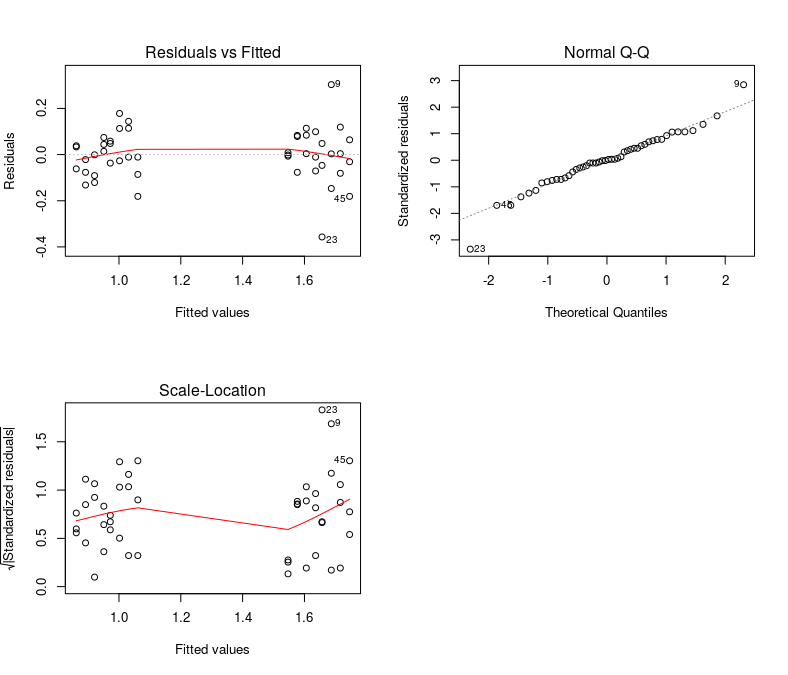 Residuals vs Fitted
Residuals
0.2
0.0
-0.2
-0.4
9
45
23
1.0 1.2 1.4 1.6
Fitted values
Normal Q-Q
Standardized residuals
3
2
1
0
-1
-2
-3
9
45
23
-2 -1 0 1 2
Theoretical Quantiles
Scale-Location
√|Standardized residuals|
1.5
1.0
0.5
0.0
23
9
45
1.0 1.2 1.4 1.6
Fitted values